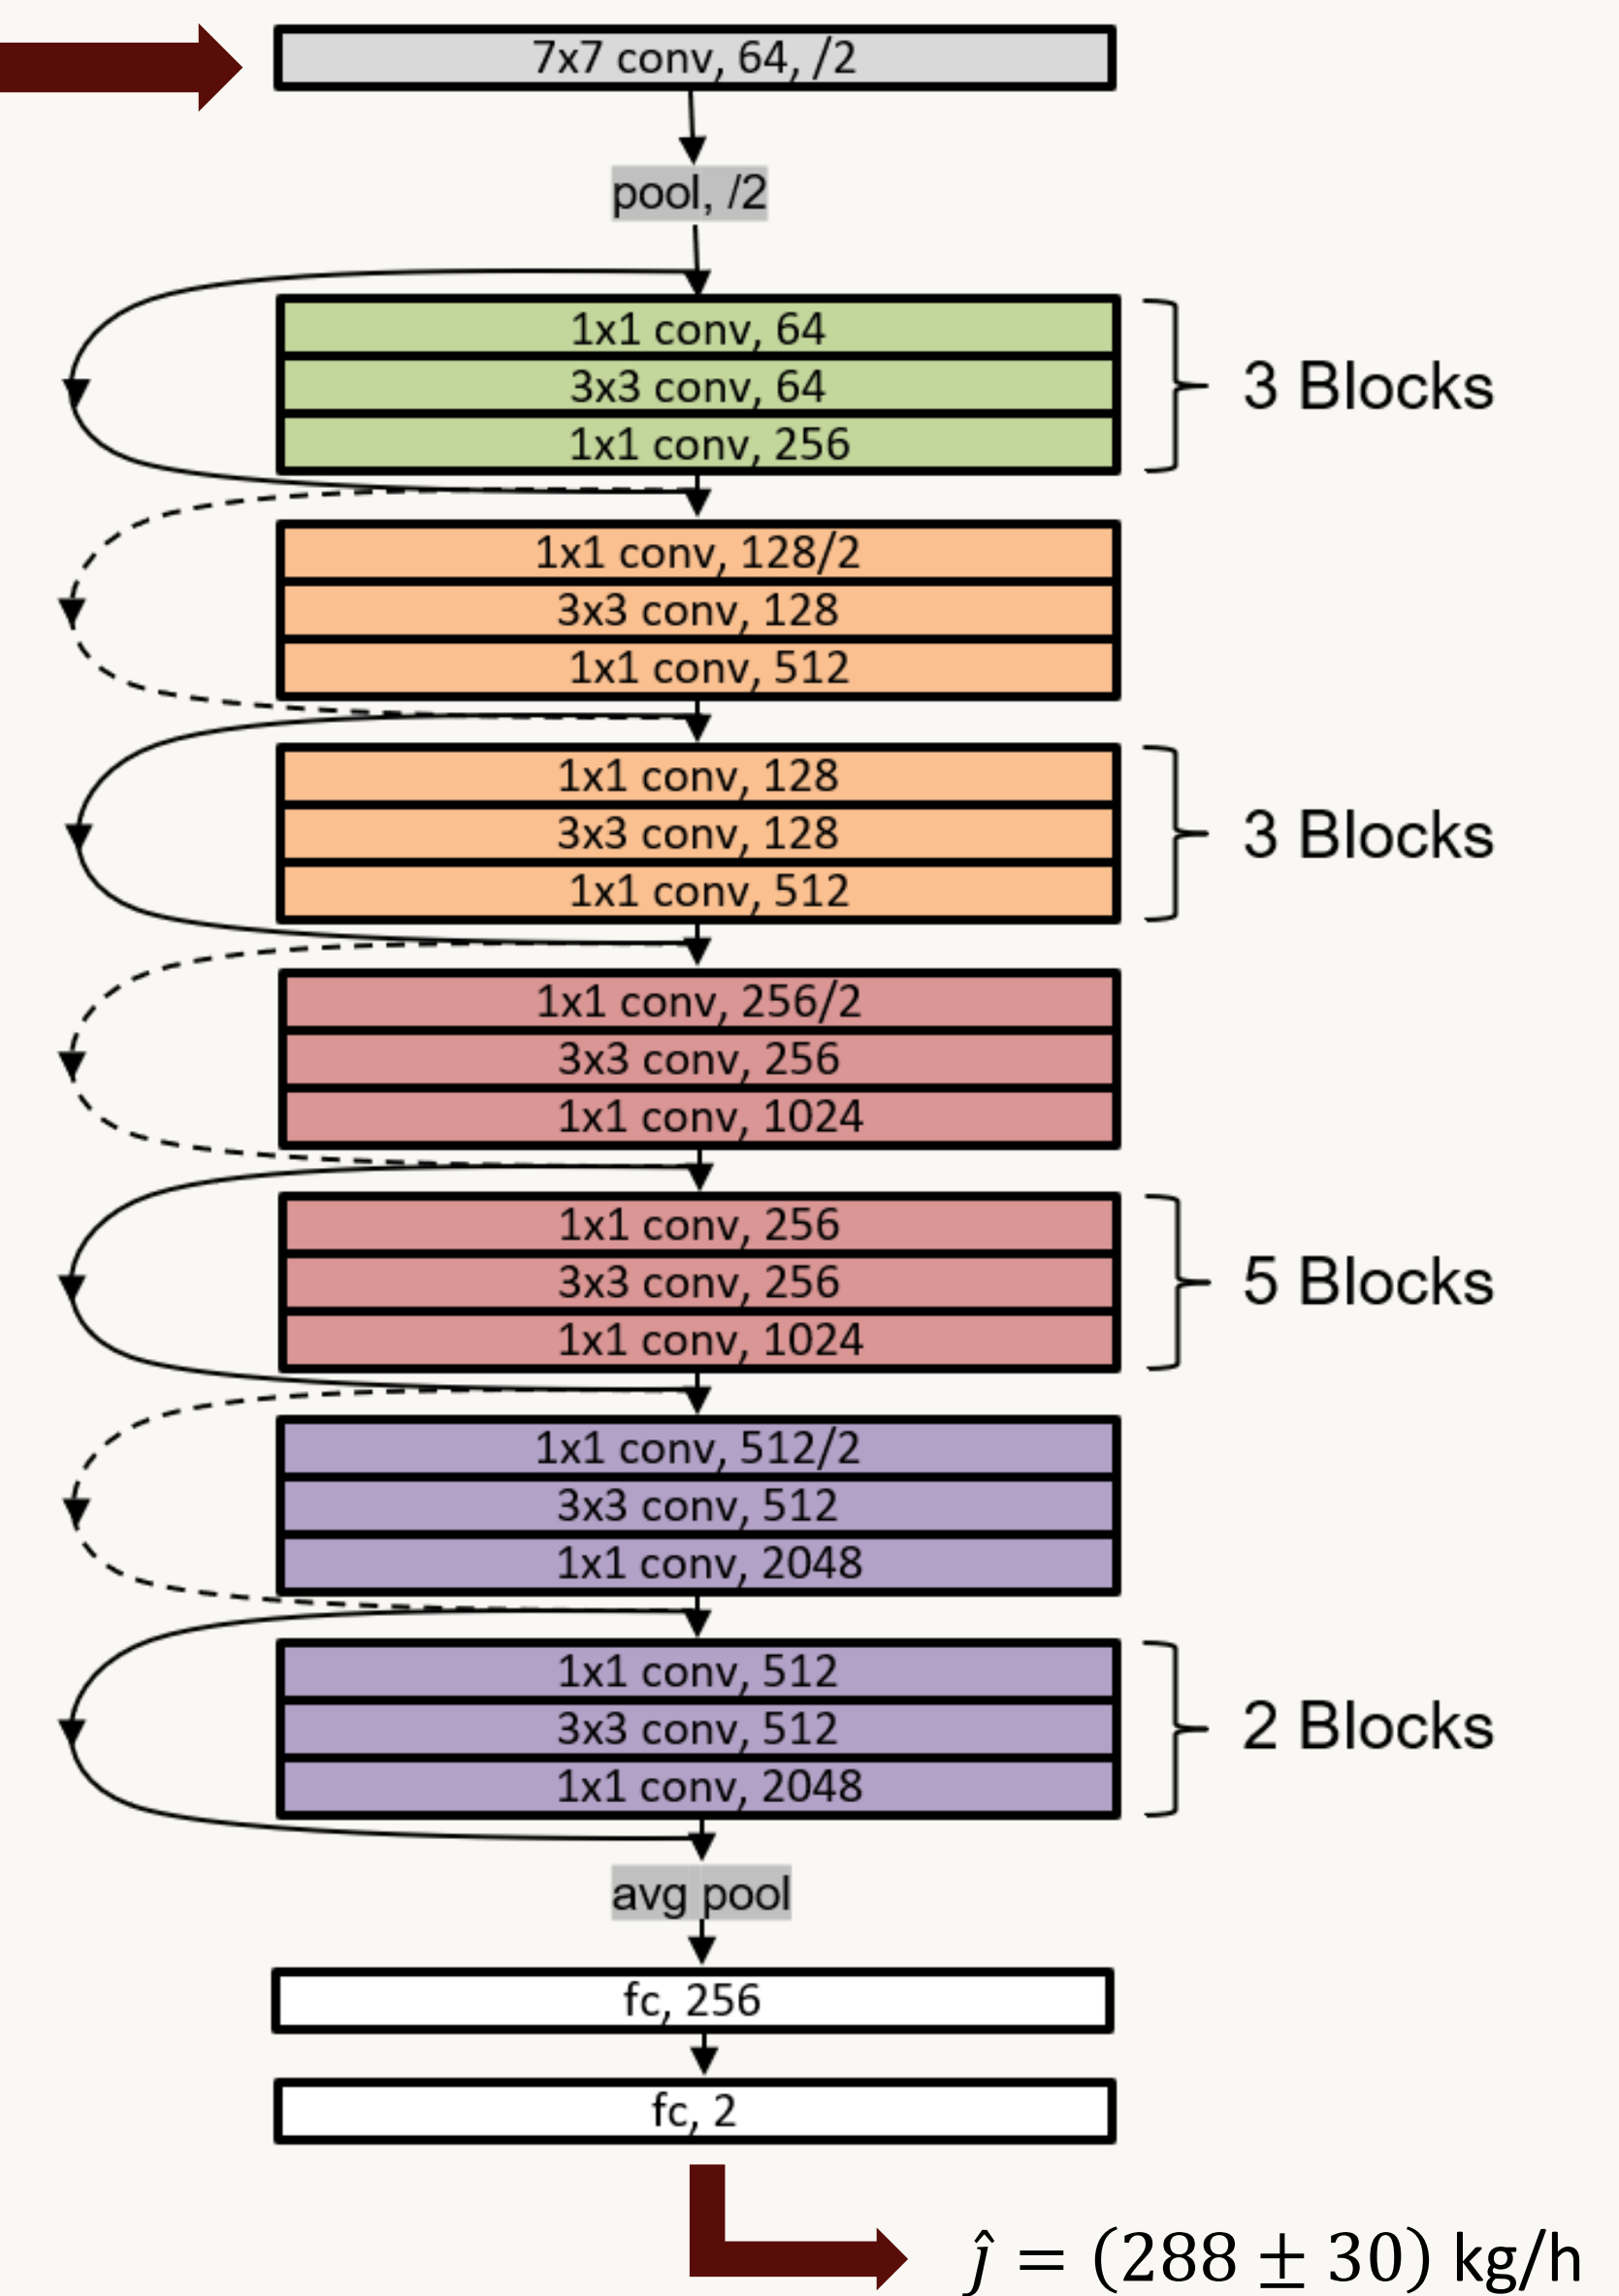 7x7 conv, 64, /2
pool, /2
1x1 conv, 64
3x3 conv, 64
1x1 conv, 256
3 Blocks
1x1 conv, 128/2
3x3 conv, 128
1x1 conv, 512
1x1 conv, 128
3x3 conv, 128
1x1 conv, 512
3 Blocks
1x1 conv, 256/2
3x3 conv, 256
1x1 conv, 1024
1x1 conv, 256
3x3 conv, 256
1x1 conv, 1024
5 Blocks
1x1 conv, 512/2
3x3 conv, 512
1x1 conv, 2048
1x1 conv, 512
3x3 conv, 512
1x1 conv, 2048
2 Blocks
avg pool
fc, 256
fc, 2
ĵ = (288 ± 30) kg/h